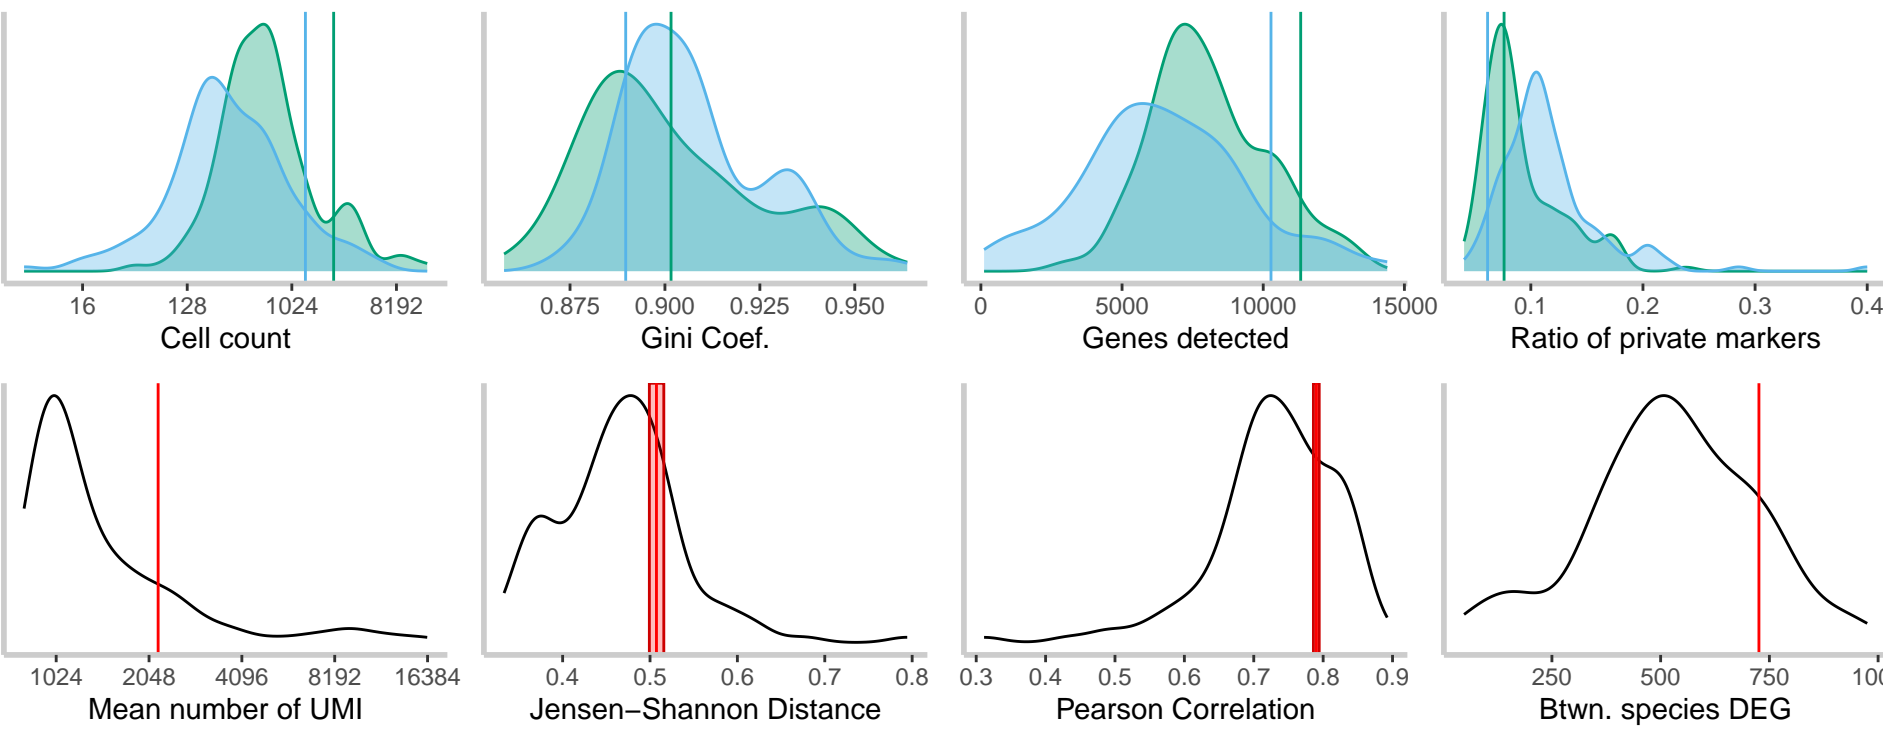 16 128 1024 8192
Cell count
0.875 0.900 0.925 0.950
Gini Coef.
0 5000 10000 15000
Genes detected
0.1 0.2 0.3 0.4
Ratio of private markers
1024 2048 4096 8192 16384
Mean number of UMI
0.4 0.5 0.6 0.7 0.8
Jensen−Shannon Distance
0.3 0.4 0.5 0.6 0.7 0.8 0.9
Pearson Correlation
250 500 750 100
Btwn. species DEG